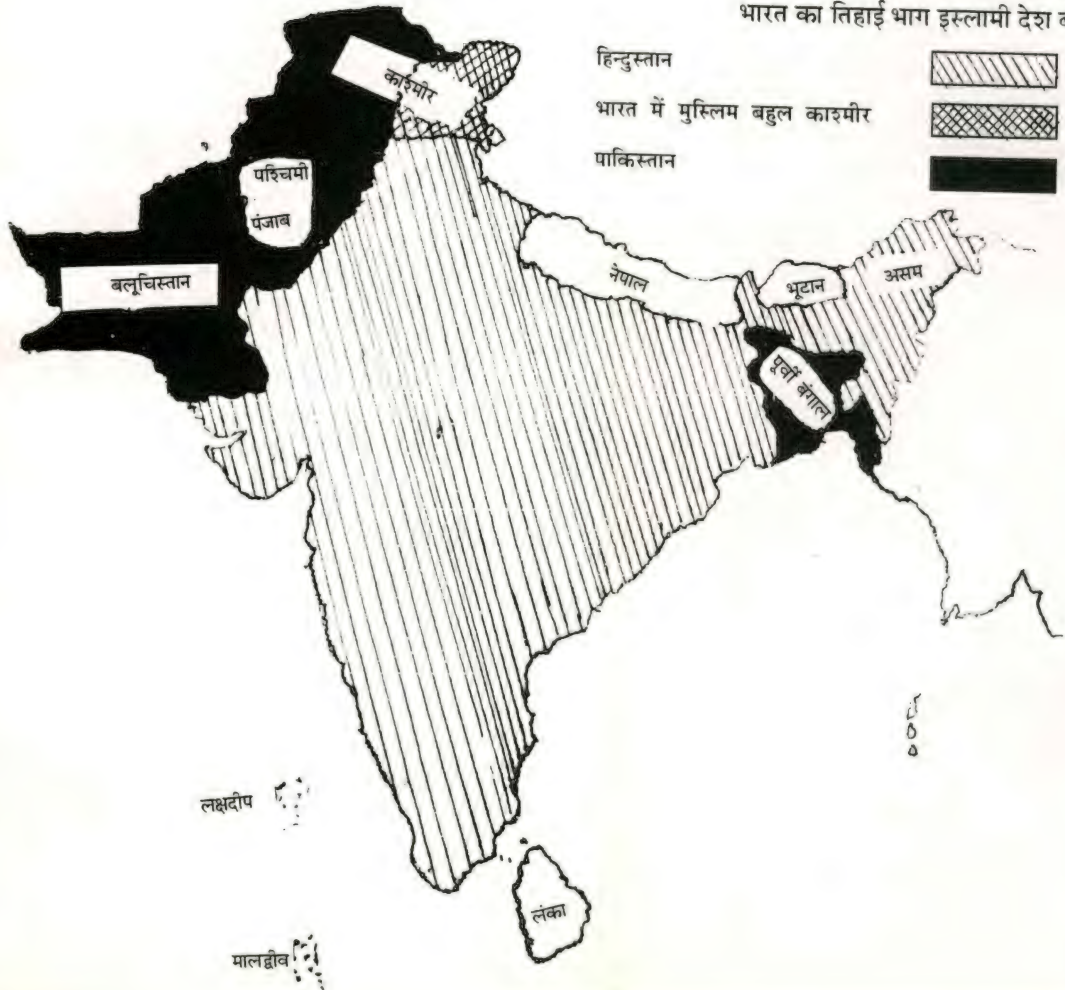 भारत का तिहाई भाग इस्लामी देश
हिन्दुस्तान
भारत में मुस्लिम बहुल काश्मीर
पाकिस्तान
काश्मीर
पश्चिमी
पंजाब
बलूचिस्तान
नेपाल
भूटान
असम
पूर्वी बंगाल
लक्षदीप
लंका
मालद्वीव